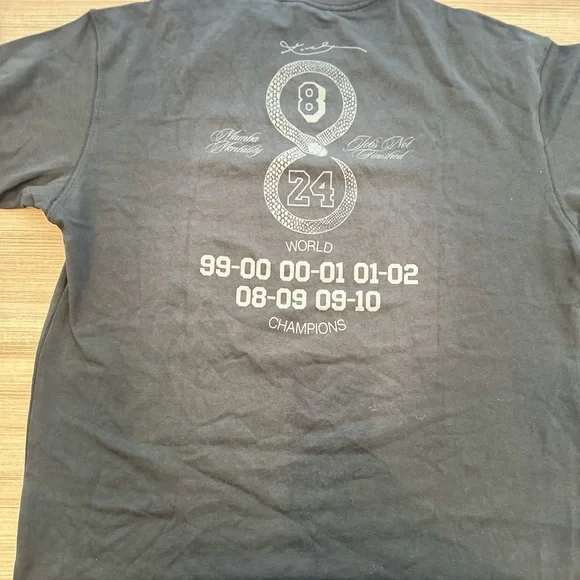 8
Mamba
Mentality
Job's Not
Finished
24
WORLD
99-00 00-01 01-02
08-09 09-10
CHAMPIONS